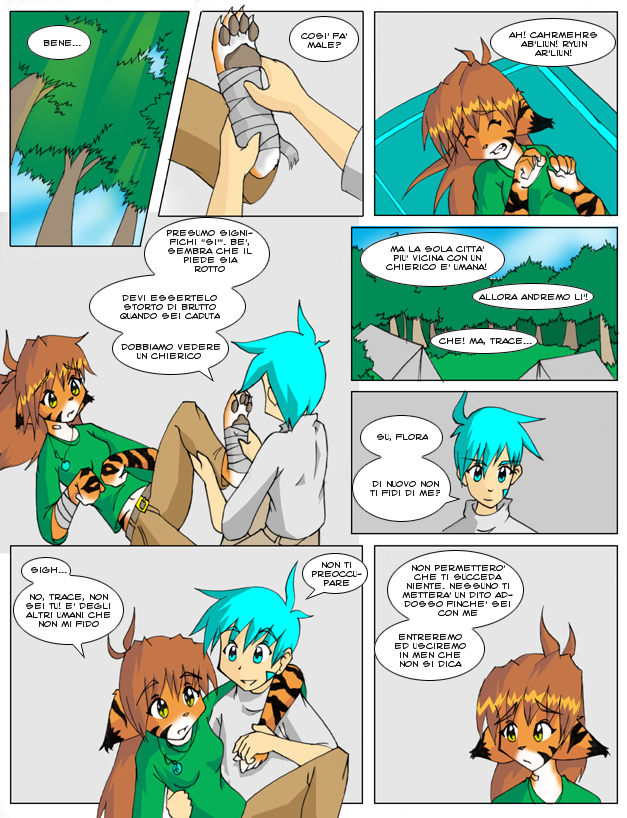 BENE...
COSI' FA'
MALE?
AH! CAHRMEHRS
AB'LIUN! RYUIN
AR'LIUN!
PRESUMO SIGNI-
FICHI "SI'". BE',
SEMBRA CHE IL
PIEDE SIA
ROTTO
DEVI ESSERTELO
STORTO DI BRUTTO
QUANDO SEI CADUTA
DOBBIAMO VEDERE
UN CHIERICO
MA LA SOLA CITTA'
PIU' VICINA CON UN
CHIERICO E' UMANA!
ALLORA ANDREMO LI'!
CHE! MA, TRACE...
SU, FLORA
DI NUOVO NON
TI FIDI DI ME?
SIGH...
NO, TRACE, NON
SEI TU! E' DEGLI
ALTRI UMANI CHE
NON MI FIDO
NON TI
PREOCCU-
PARE
NON PERMETTERO'
CHE TI SUCCEDA
NIENTE. NESSUNO TI
METTERA' UN DITO AD-
DOSSO FINCHE' SEI
CON ME
ENTREREMO
ED USCIREMO
IN MEN CHE
NON SI DICA